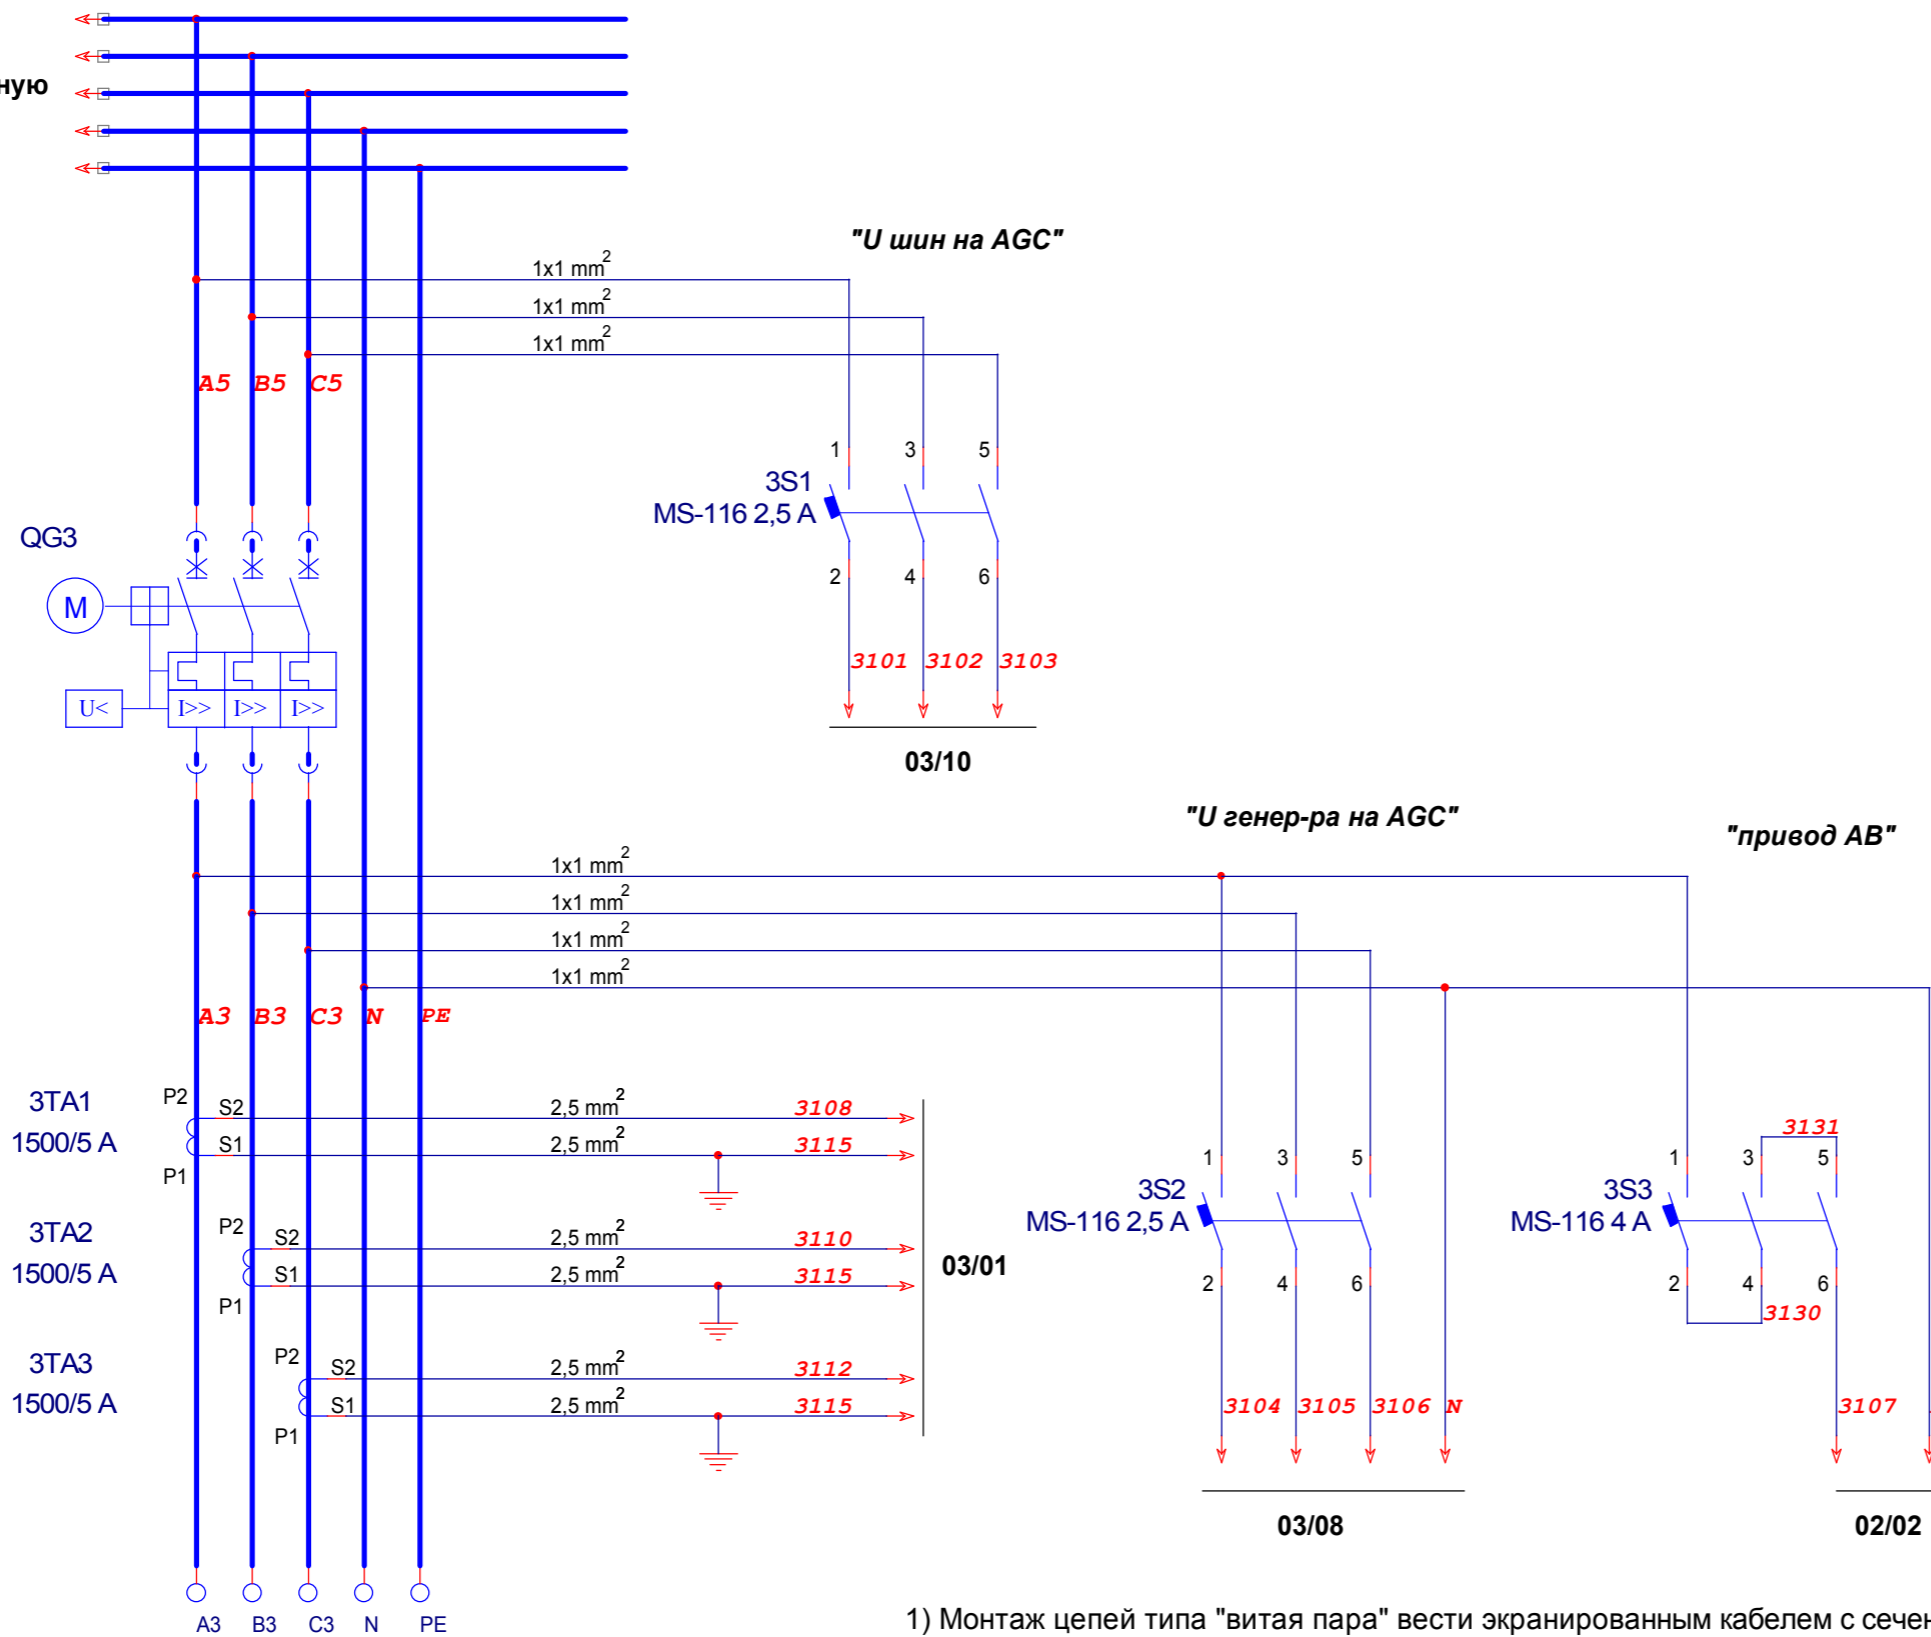 ную
"U шин на AGC"
1x1 mm²
1x1 mm²
1x1 mm²
A5 B5 C5
1 3 5
3S1
MS-116 2,5 A
QG3
M
2 4 6
3101 3102 3103
U< I>> I>> I>>
03/10
"U генер-ра на AGC"
"привод АВ"
1x1 mm²
1x1 mm²
1x1 mm²
1x1 mm²
A3 B3 C3 N PE
3TA1
1500/5 A
P2 S2 2,5 mm² 3108
S1 2,5 mm² 3115
P1
3TA2
1500/5 A
P2 S2 2,5 mm² 3110
S1 2,5 mm² 3115
P1
03/01
3TA3
1500/5 A
P2 S2 2,5 mm² 3112
S1 2,5 mm² 3115
P1
1 3 5
3S2
MS-116 2,5 A
2 4 6
3104 3105 3106 N
03/08
3131
1 3 5
3S3
MS-116 4 A
2 4 6
3130
3107
02/02
A3 B3 C3 N PE
1) Монтаж цепей типа "витая пара" вести экранированным кабелем с сечен